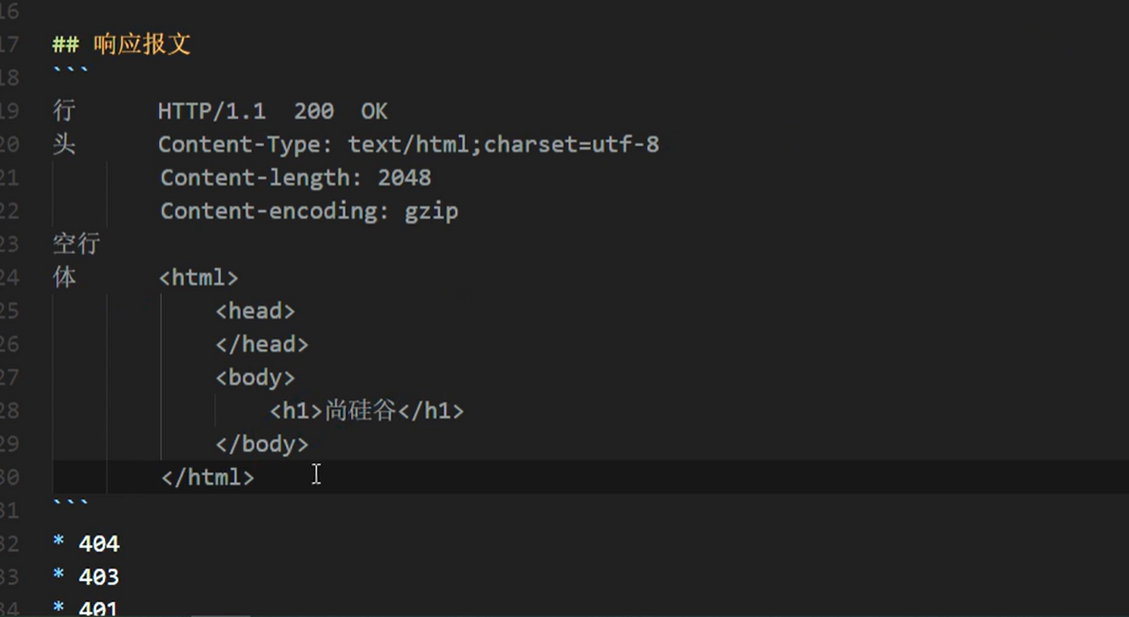 16
17 ## 响应报文
18 ```
19 行 HTTP/1.1 200 OK
20 头 Content-Type: text/html;charset=utf-8
21 Content-length: 2048
22 Content-encoding: gzip
23 空行
24 体 <html>
25 <head>
26 </head>
27 <body>
28 <h1>尚硅谷</h1>
29 </body>
30 </html>
31 ```
32 * 404
33 * 403
34 * 401